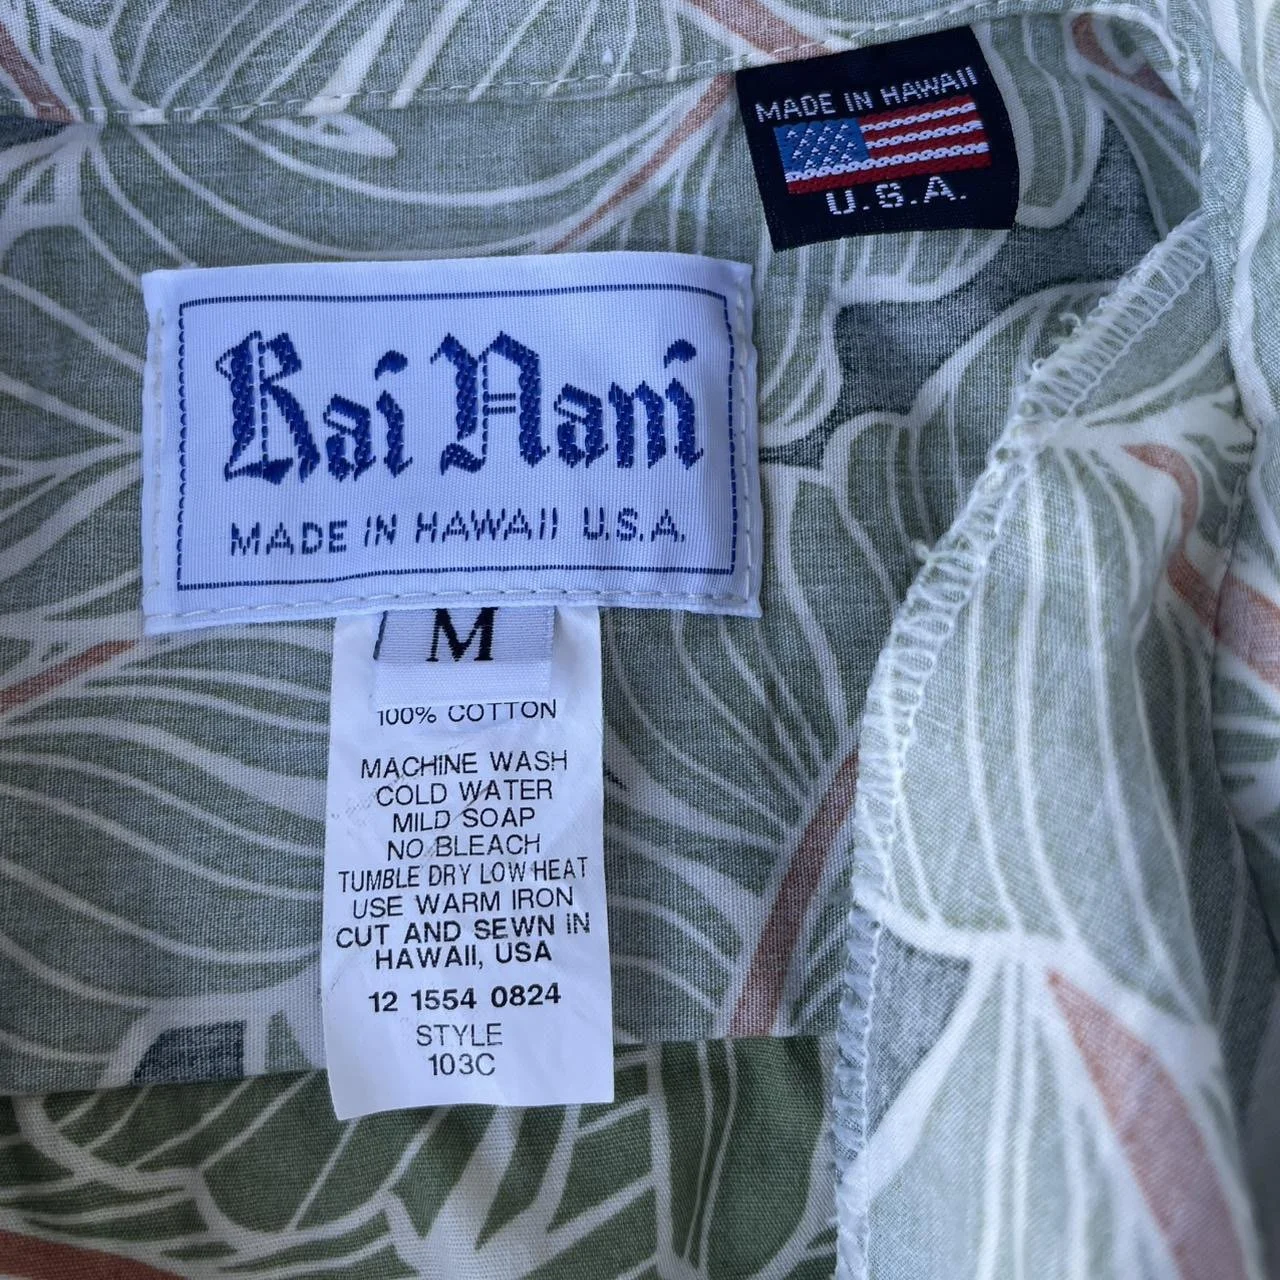 MADE IN HAWAII
U.S.A.
Rai Nani
MADE IN HAWAII U.S.A.
M
100% COTTON
MACHINE WASH
COLD WATER
MILD SOAP
NO BLEACH
TUMBLE DRY LOW HEAT
USE WARM IRON
CUT AND SEWN IN
HAWAII, USA
12 1554 0824
STYLE
103C